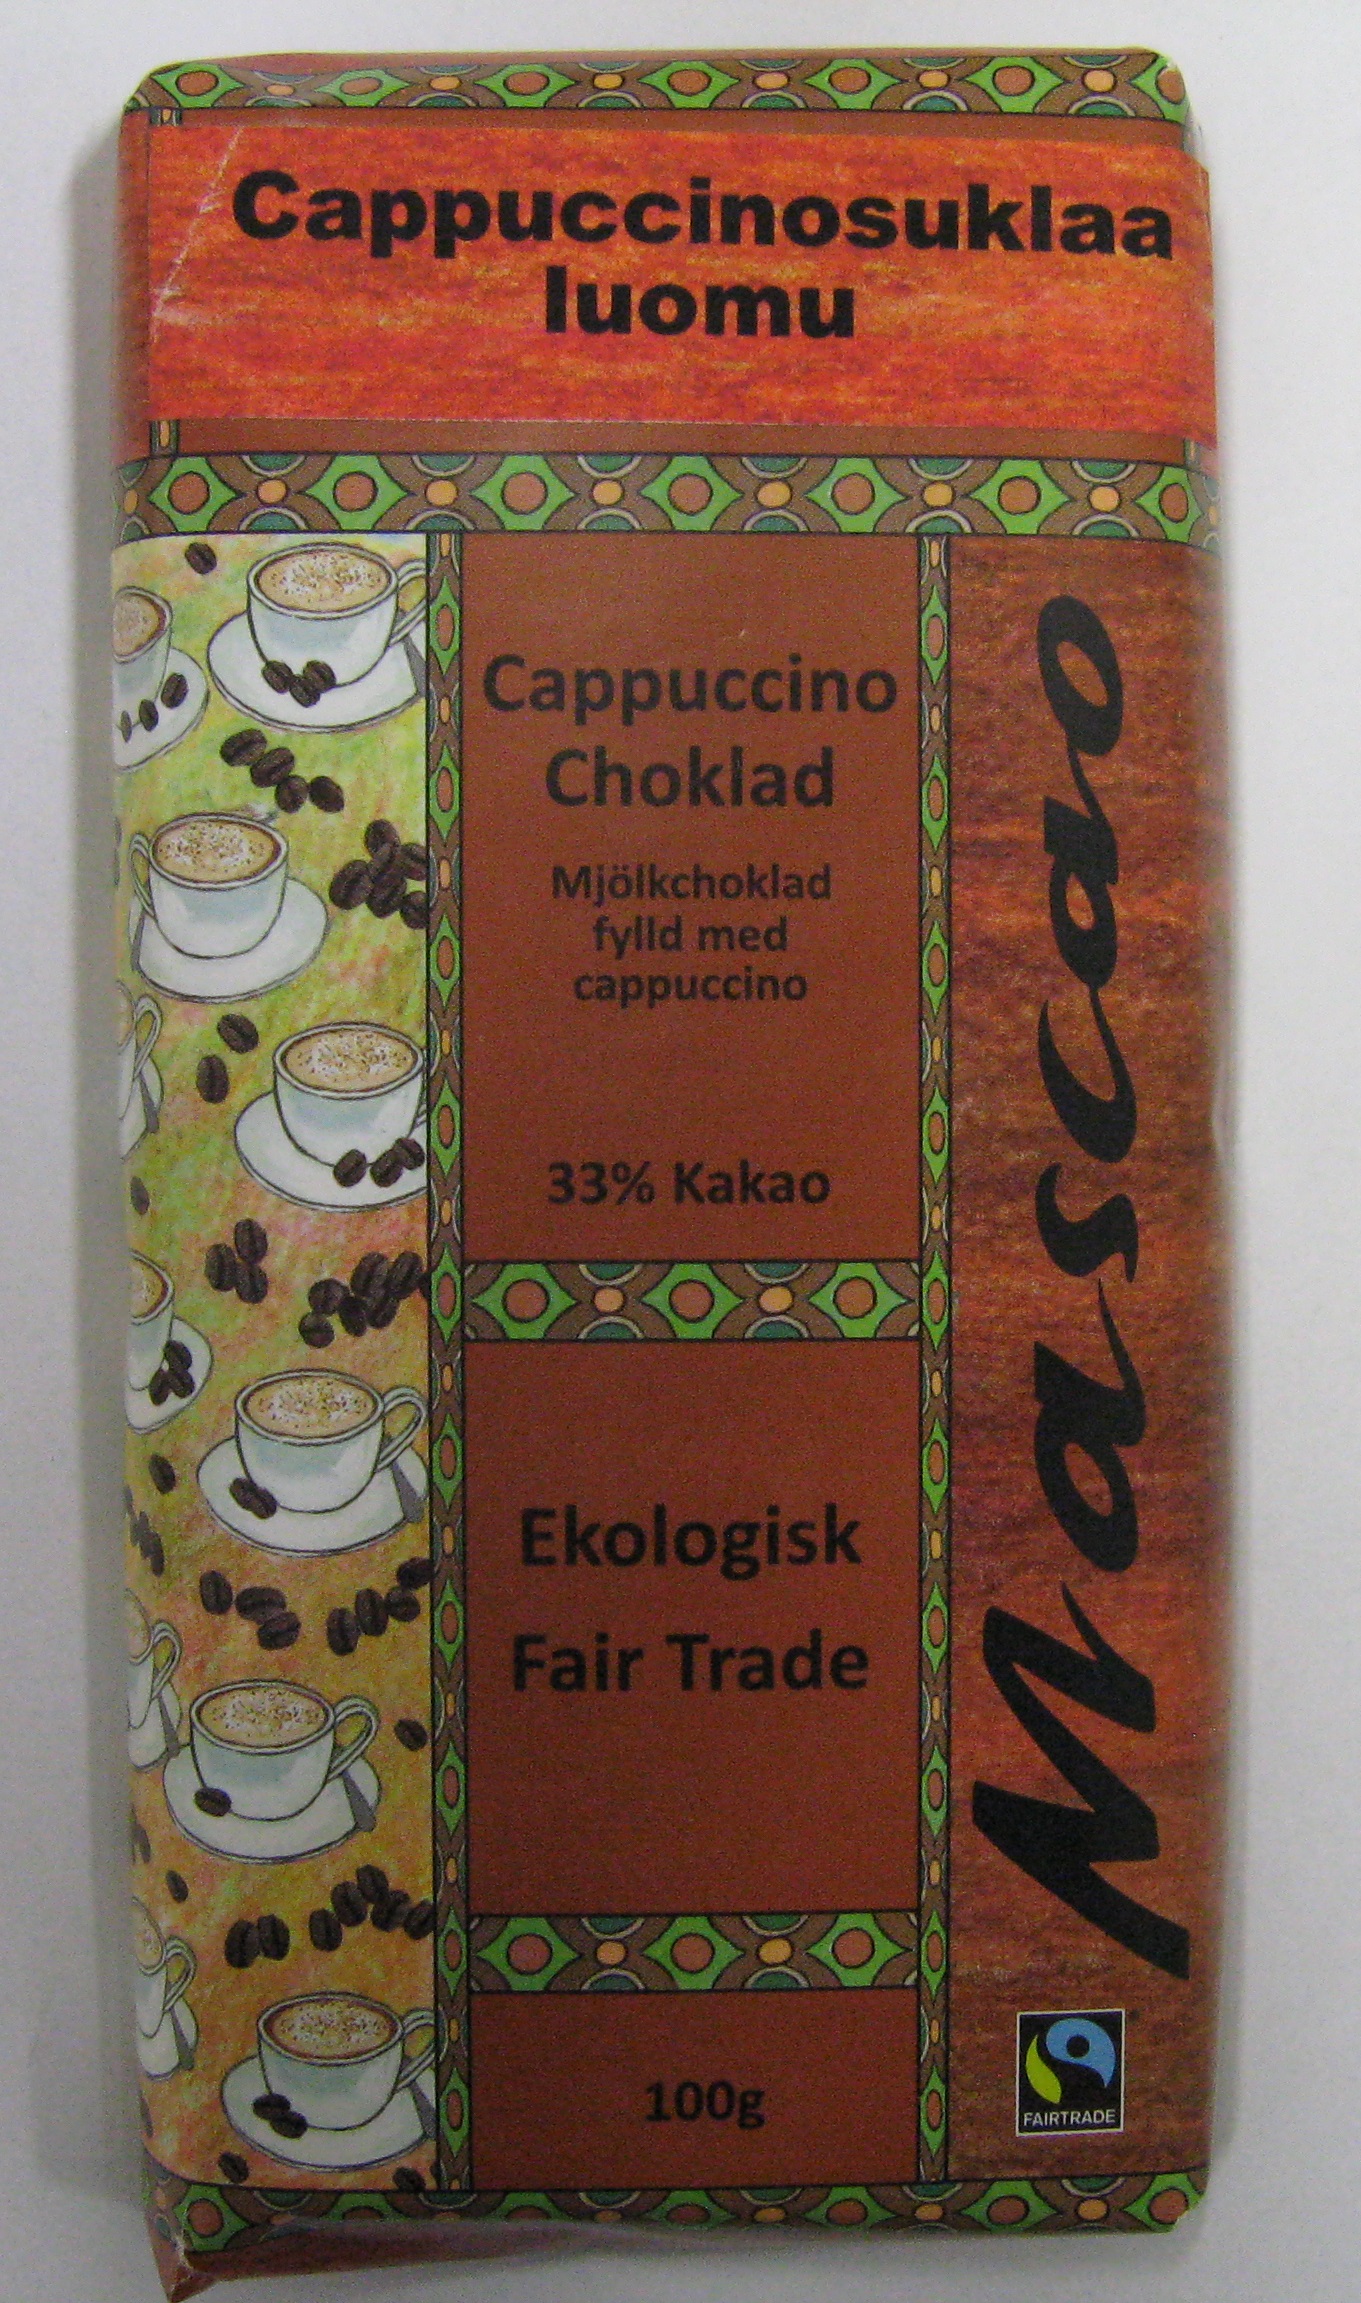 Cappuccinosuklaa
luomu
Cappuccino
Choklad
Mjölkchoklad
fylld med
cappuccino
33% Kakao
Ekologisk
Fair Trade
100g
Mascao
FAIRTRADE